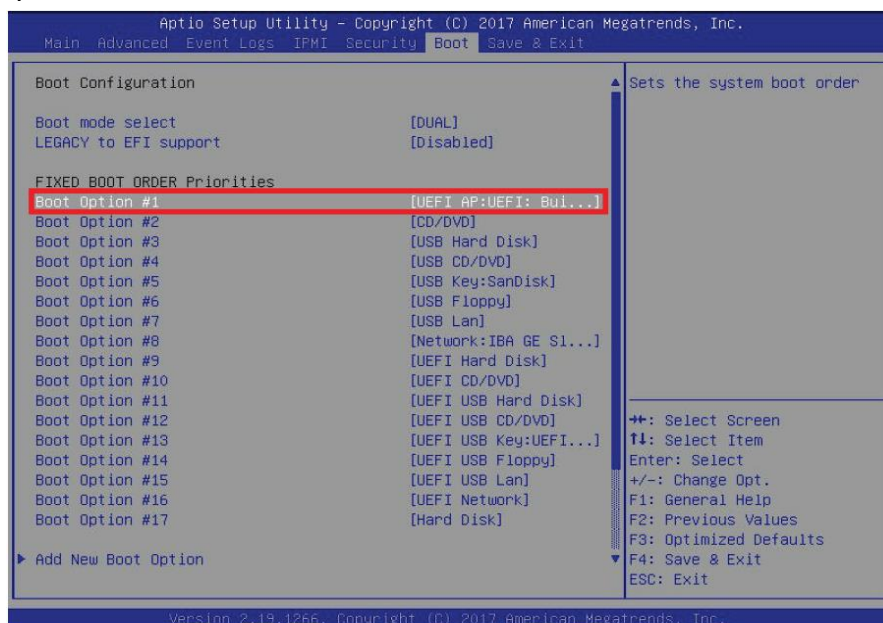 Aptio Setup Utility – Copyright (C) 2017 American Megatrends, Inc.
Main Advanced Event Logs IPMI Security Boot Save & Exit
Boot Configuration
Boot mode select [DUAL]
LEGACY to EFI support [Disabled]
FIXED BOOT ORDER Priorities
Boot Option #1 [UEFI AP:UEFI: Bui...]
Boot Option #2 [CD/DVD]
Boot Option #3 [USB Hard Disk]
Boot Option #4 [USB CD/DVD]
Boot Option #5 [USB Key:SanDisk]
Boot Option #6 [USB Floppy]
Boot Option #7 [USB Lan]
Boot Option #8 [Network:IBA GE Sl...]
Boot Option #9 [UEFI Hard Disk]
Boot Option #10 [UEFI CD/DVD]
Boot Option #11 [UEFI USB Hard Disk]
Boot Option #12 [UEFI USB CD/DVD]
Boot Option #13 [UEFI USB Key:UEFI...]
Boot Option #14 [UEFI USB Floppy]
Boot Option #15 [UEFI USB Lan]
Boot Option #16 [UEFI Network]
Boot Option #17 [Hard Disk]
Add New Boot Option
Sets the system boot order
→←: Select Screen
↑↓: Select Item
Enter: Select
+/-: Change Opt.
F1: General Help
F2: Previous Values
F3: Optimized Defaults
F4: Save & Exit
ESC: Exit
Version 2.19.1266. Copyright (C) 2017 American Megatrends, Inc.